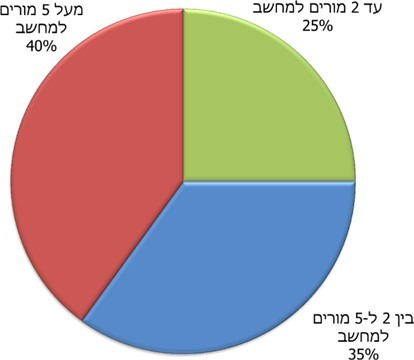 עד 2 מורים למחשב
25%
מעל 5 מורים
למחשב
40%
בין 2 ל-5 מורים
למחשב
35%